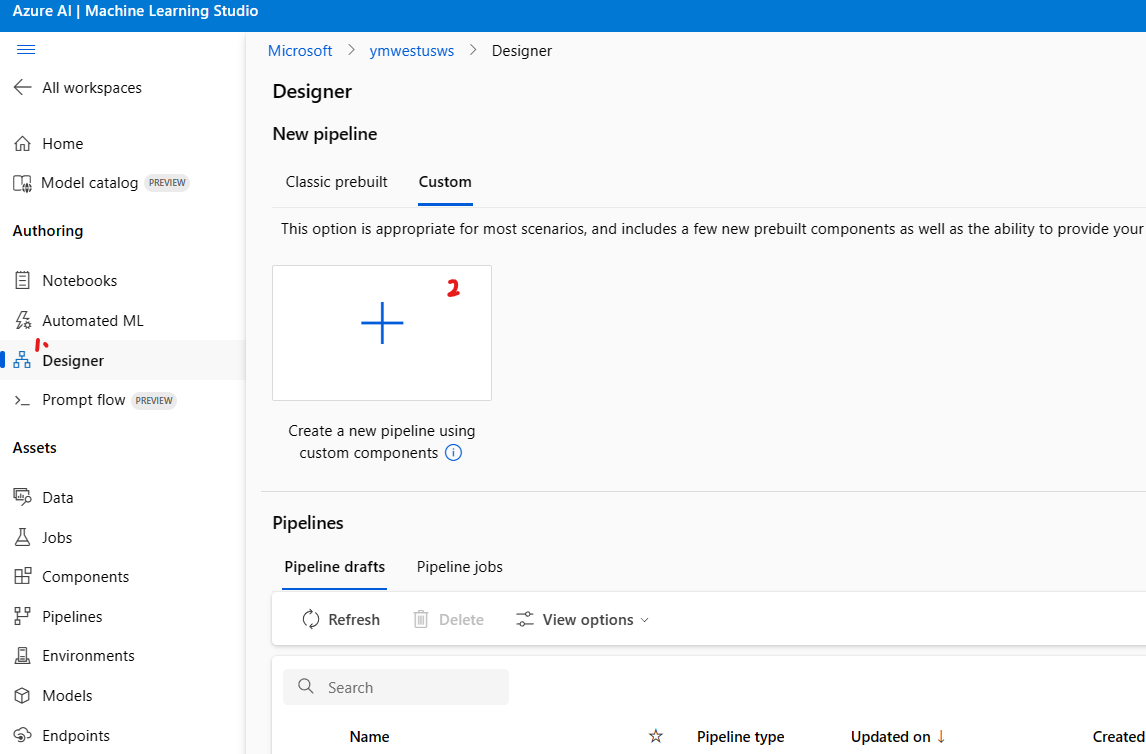 Azure AI | Machine Learning Studio
Microsoft > ymwestusws > Designer
All workspaces
Home
Model catalog PREVIEW
Authoring
Notebooks
Automated ML
1.
Designer
Prompt flow PREVIEW
Assets
Data
Jobs
Components
Pipelines
Environments
Models
Endpoints
Designer
New pipeline
Classic prebuilt Custom
This option is appropriate for most scenarios, and includes a few new prebuilt components as well as the ability to provide your
2
Create a new pipeline using
custom components
Pipelines
Pipeline drafts Pipeline jobs
Refresh Delete View options
Search
Name Pipeline type Updated on ↓ Created